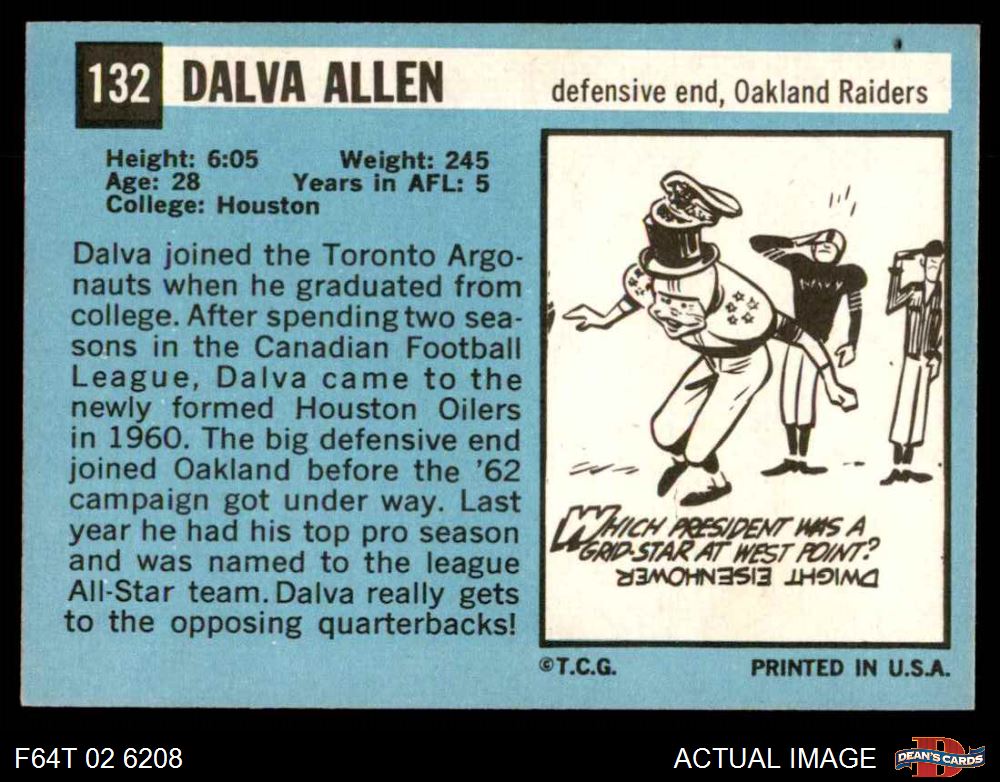 132 DALVA ALLEN
defensive end, Oakland Raiders
Height: 6:05 Weight: 245
Age: 28 Years in AFL: 5
College: Houston
Dalva joined the Toronto Argo-
nauts when he graduated from
college. After spending two sea-
sons in the Canadian Football
League, Dalva came to the
newly formed Houston Oilers
in 1960. The big defensive end
joined Oakland before the '62
campaign got under way. Last
year he had his top pro season
and was named to the league
All-Star team. Dalva really gets
to the opposing quarterbacks!
WHICH PRESIDENT WAS A
GRID-STAR AT WEST POINT?
DWIGHT
EISENHOWER
©T.C.G. PRINTED IN U.S.A.
F64T 02 6208
ACTUAL IMAGE
DEAN'S CARDS